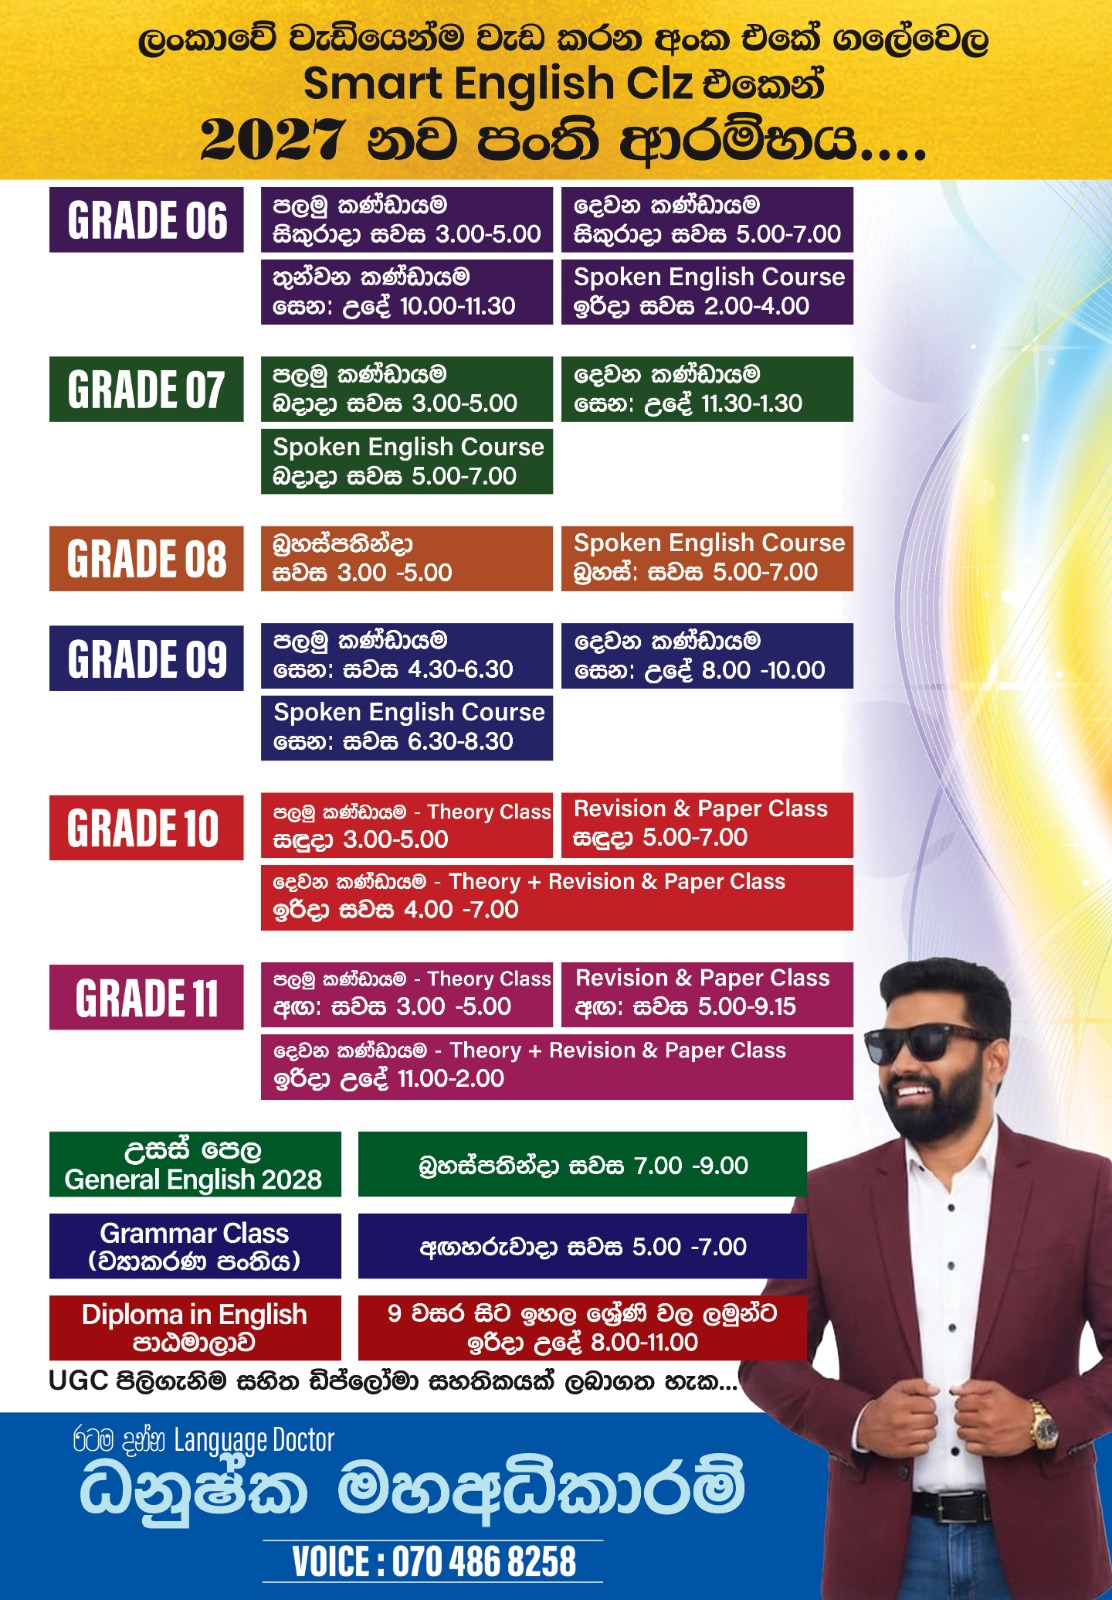 ලංකාවේ වැඩියෙන්ම වැඩ කරන අංක එකේ ගලේවෙල
Smart English Clz එකෙන්
2027 නව පංති ආරම්භය....
GRADE 06
පලමු කණ්ඩායම
සිකුරාදා සවස 3.00-5.00
දෙවන කණ්ඩායම
සිකුරාදා සවස 5.00-7.00
තුන්වන කණ්ඩායම
සෙන: උදේ 10.00-11.30
Spoken English Course
ඉරිදා සවස 2.00-4.00
GRADE 07
පලමු කණ්ඩායම
බදාදා සවස 3.00-5.00
දෙවන කණ්ඩායම
සෙන: උදේ 11.30-1.30
Spoken English Course
බදාදා සවස 5.00-7.00
GRADE 08
බ්‍රහස්පතින්දා
සවස 3.00 -5.00
Spoken English Course
බ්‍රහස්: සවස 5.00-7.00
GRADE 09
පලමු කණ්ඩායම
සෙන: සවස 4.30-6.30
දෙවන කණ්ඩායම
සෙන: උදේ 8.00 -10.00
Spoken English Course
සෙන: සවස 6.30-8.30
GRADE 10
පලමු කණ්ඩායම - Theory Class
සඳුදා 3.00-5.00
Revision & Paper Class
සඳුදා 5.00-7.00
දෙවන කණ්ඩායම - Theory + Revision & Paper Class
ඉරිදා සවස 4.00 -7.00
GRADE 11
පලමු කණ්ඩායම - Theory Class
අඟ: සවස 3.00 -5.00
Revision & Paper Class
අඟ: සවස 5.00-9.15
දෙවන කණ්ඩායම - Theory + Revision & Paper Class
ඉරිදා උදේ 11.00-2.00
උසස් පෙල
General English 2028
බ්‍රහස්පතින්දා සවස 7.00 -9.00
Grammar Class
(ව්‍යාකරණ පංතිය)
අඟහරුවාදා සවස 5.00 -7.00
Diploma in English
පාඨමාලාව
9 වසර සිට ඉහල ශ්‍රේණි වල ළමුන්ට
ඉරිදා උදේ 8.00-11.00
UGC පිලිගැනිම සහිත ඩිප්ලෝමා සහතිකයක් ලබාගත හැක...
රටම දන්න Language Doctor
ධනුෂ්ක මහඅධිකාරම්
VOICE : 070 486 8258